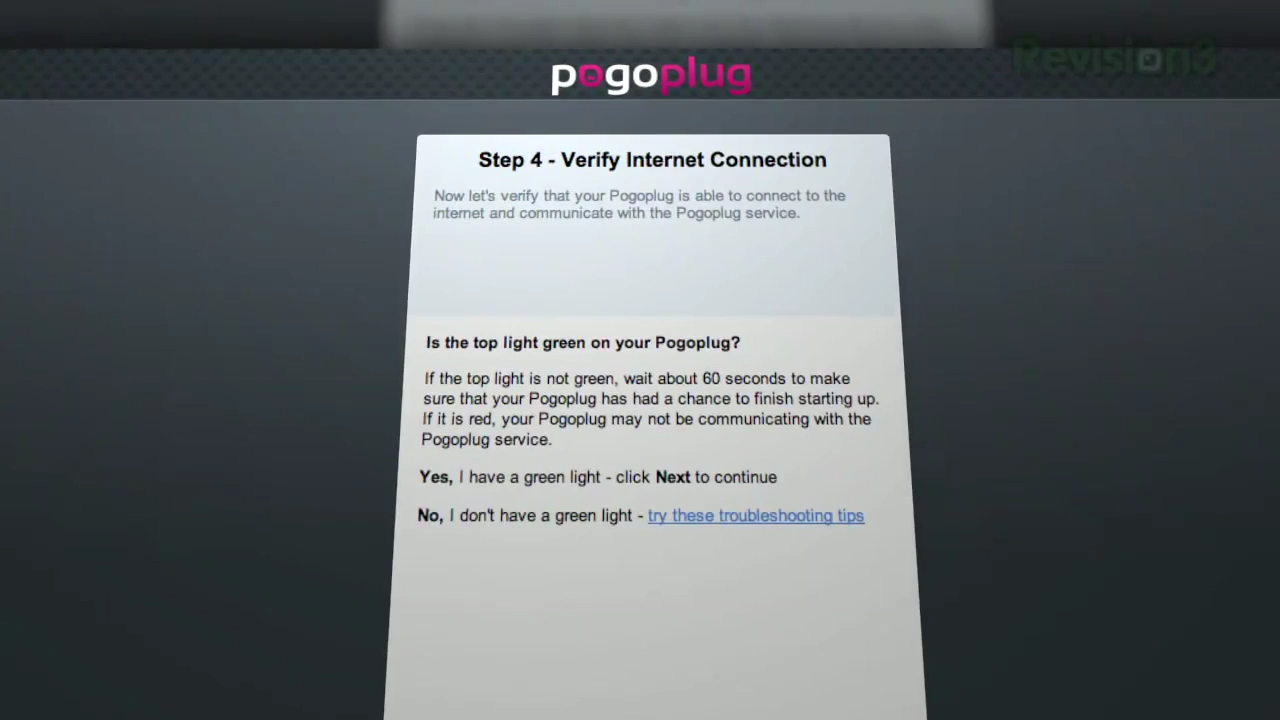 Revision3
pogoplug
Step 4 - Verify Internet Connection
Now let's verify that your Pogoplug is able to connect to the
internet and communicate with the Pogoplug service.
Is the top light green on your Pogoplug?
If the top light is not green, wait about 60 seconds to make
sure that your Pogoplug has had a chance to finish starting up.
If it is red, your Pogoplug may not be communicating with the
Pogoplug service.
Yes, I have a green light - click Next to continue
No, I don't have a green light - try these troubleshooting tips